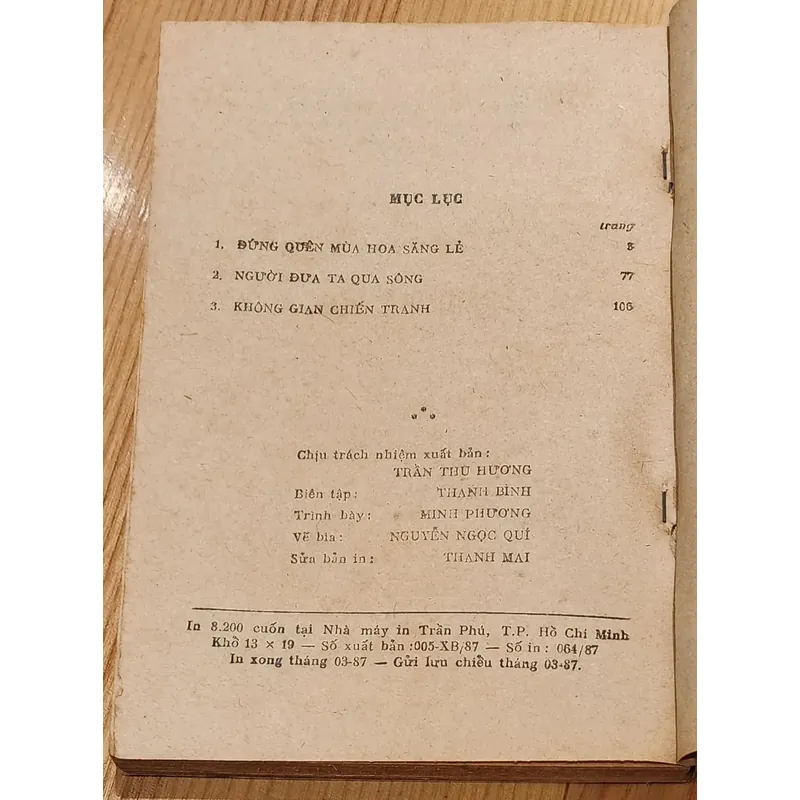 MỤC LỤC
trang
1. ĐỪNG QUÊN MÙA HOA SĂNG LẺ 3
2. NGƯỜI ĐƯA TA QUA SÔNG 77
3. KHÔNG GIAN CHIẾN TRANH 106
Chịu trách nhiệm xuất bản :
TRẦN THU HƯƠNG
Biên tập : THANH BÌNH
Trình bày : MINH PHƯƠNG
Vẽ bìa : NGUYỄN NGỌC QUÍ
Sửa bản in : THANH MAI
In 8.200 cuốn tại Nhà máy in Trần Phú, T.P. Hồ Chí Minh
Khổ 13 × 19 — Số xuất bản :005-XB/87 — Số in : 064/87
In xong tháng 03-87 — Gửi lưu chiểu tháng 03-87.